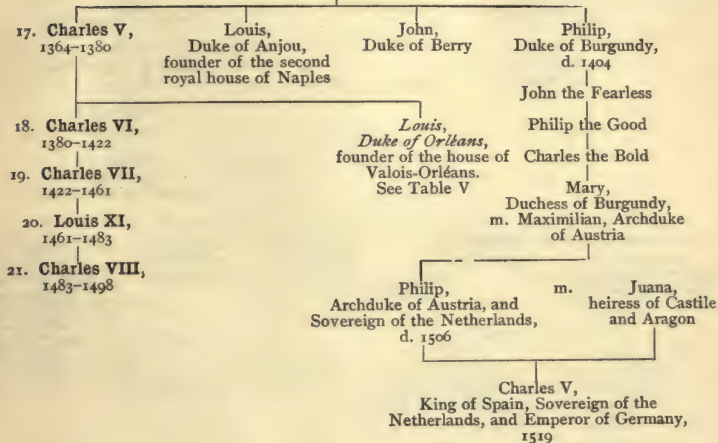 17. Charles V,
1364–1380
Louis,
Duke of Anjou,
founder of the second
royal house of Naples
John,
Duke of Berry
Philip,
Duke of Burgundy,
d. 1404
John the Fearless
Philip the Good
Charles the Bold
Mary,
Duchess of Burgundy,
m. Maximilian, Archduke
of Austria
18. Charles VI,
1380–1422
Louis,
Duke of Orléans,
founder of the house of
Valois-Orléans.
See Table V
19. Charles VII,
1422–1461
20. Louis XI,
1461–1483
21. Charles VIII,
1483–1498
Philip,
Archduke of Austria, and
Sovereign of the Netherlands,
d. 1506
m.
Juana,
heiress of Castile
and Aragon
Charles V,
King of Spain, Sovereign of the
Netherlands, and Emperor of Germany,
1519